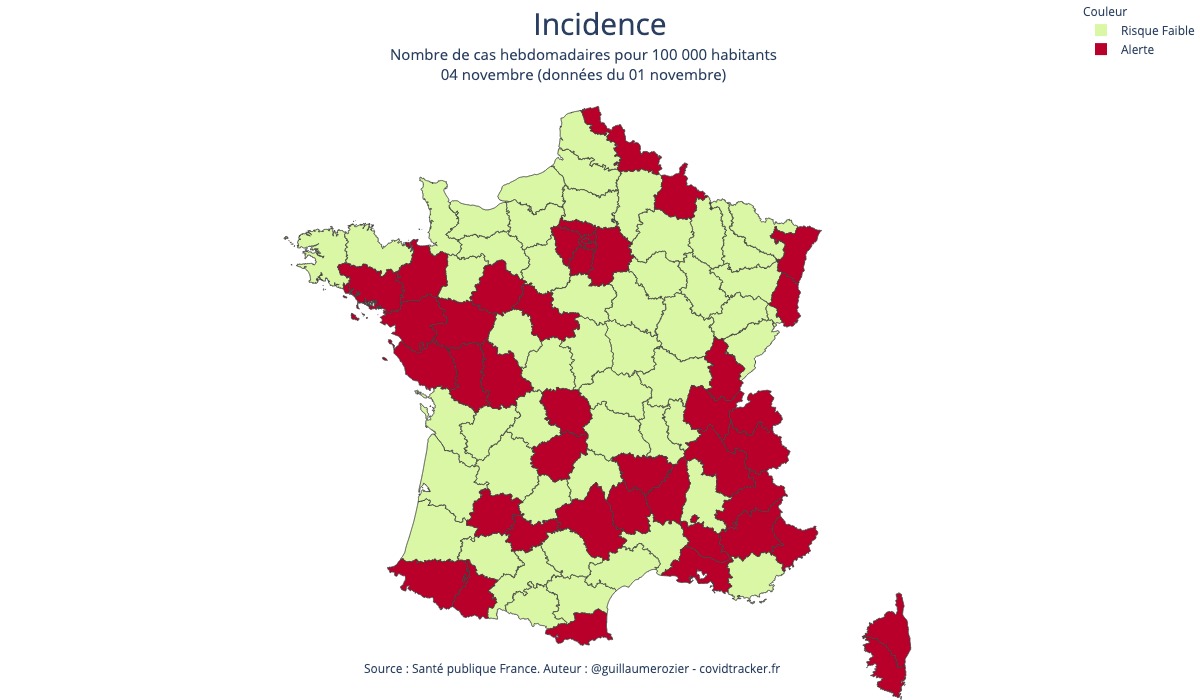 Incidence
Nombre de cas hebdomadaires pour 100 000 habitants
04 novembre (données du 01 novembre)
Couleur
Risque Faible
Alerte
Source : Santé publique France. Auteur : @guillaumerozier - covidtracker.fr